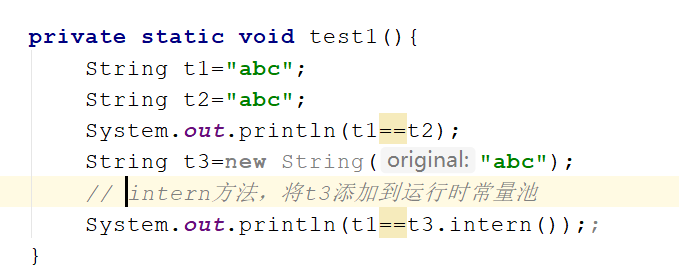 private static void test1(){
String t1="abc";
String t2="abc";
System.out.println(t1==t2);
String t3=new String( original: "abc");
// intern方法，将t3添加到运行时常量池
System.out.println(t1==t3.intern());;
}